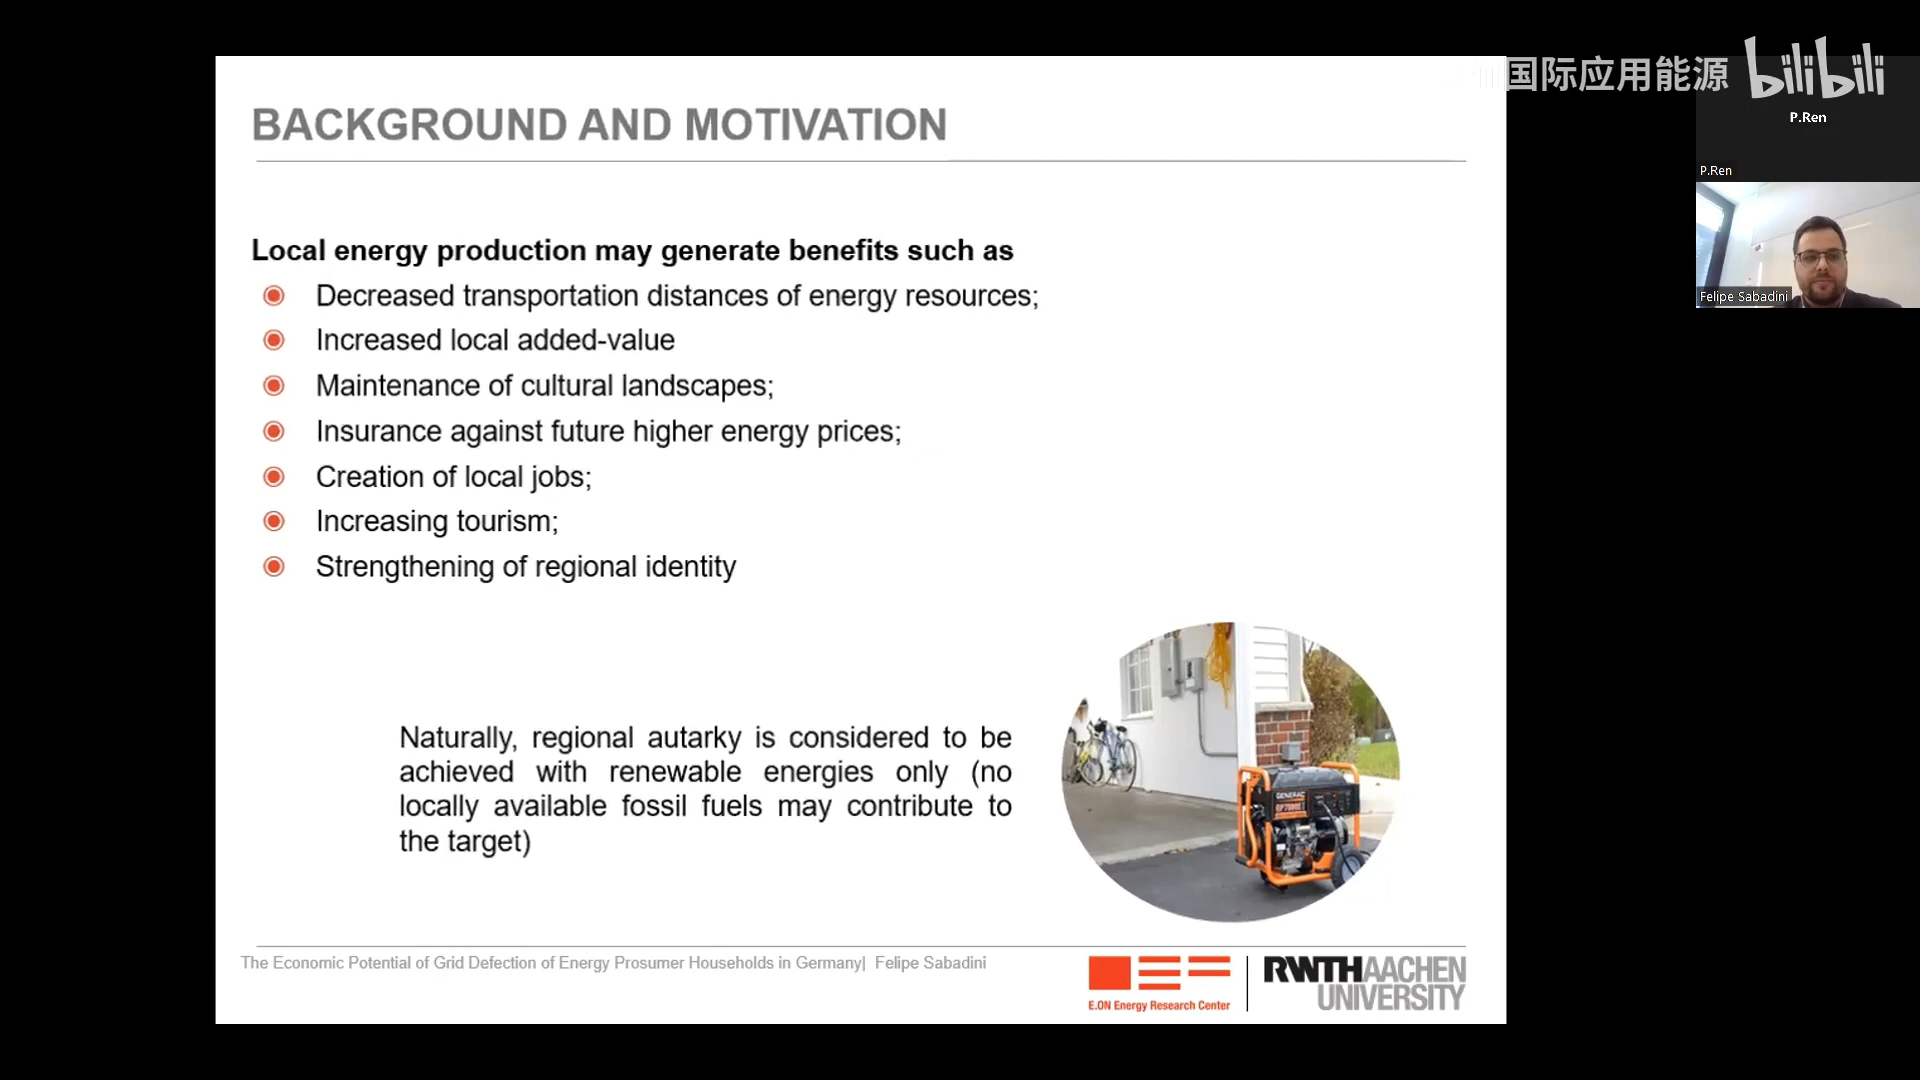 BACKGROUND AND MOTIVATION
Local energy production may generate benefits such as
Decreased transportation distances of energy resources;
Increased local added-value
Maintenance of cultural landscapes;
Insurance against future higher energy prices;
Creation of local jobs;
Increasing tourism;
Strengthening of regional identity
Naturally, regional autarky is considered to be
achieved with renewable energies only (no
locally available fossil fuels may contribute to
the target)
GENERAC
The Economic Potential of Grid Defection of Energy Prosumer Households in Germany| Felipe Sabadini
E.ON Energy Research Center
RWTHAACHEN
UNIVERSITY
国际应用能源
bilibili
P.Ren
P.Ren
Felipe Sabadini